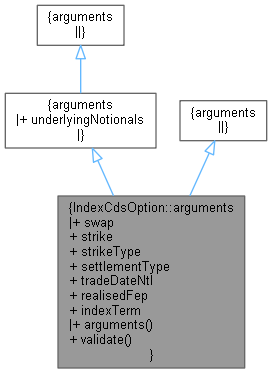 {arguments
||}
{arguments
|+ underlyingNotionals
|}
{arguments
||}
{IndexCdsOption::arguments
|+ swap
+ strike
+ strikeType
+ settlementType
+ tradeDateNtl
+ realisedFep
+ indexTerm
|+ arguments()
+ validate()
}